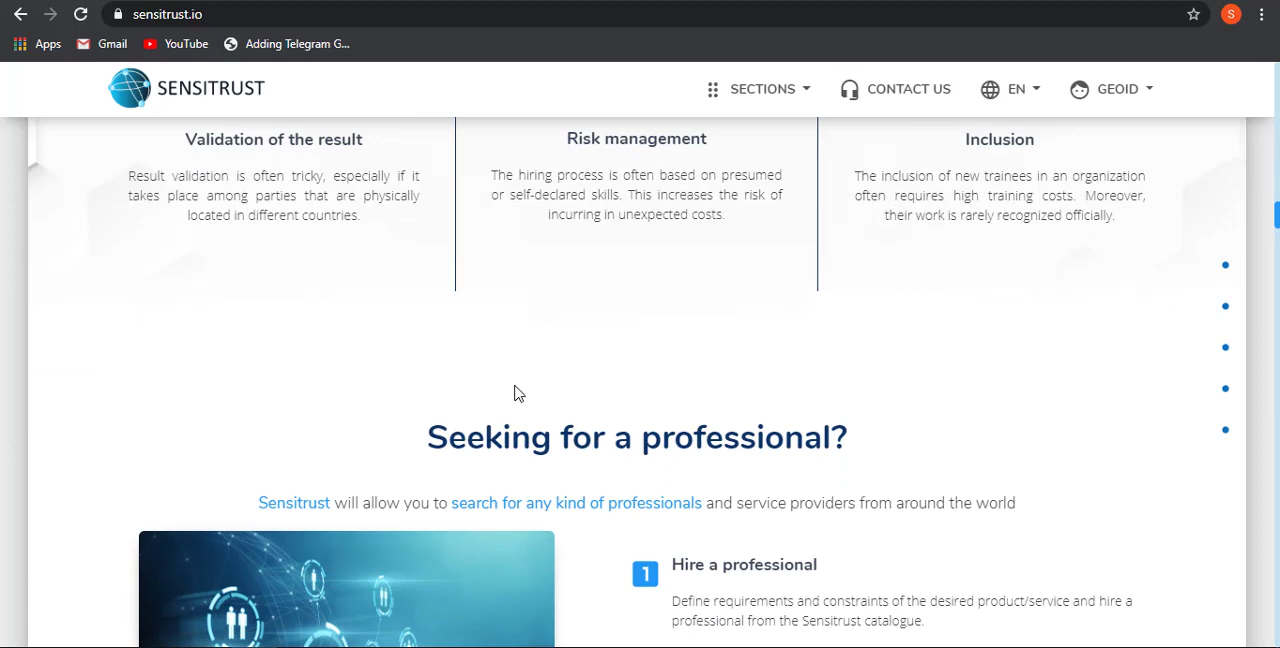 sensitrust.io
S
Apps
Gmail
YouTube
Adding Telegram G...
SENSITRUST
SECTIONS
CONTACT US
EN
GEOID
Validation of the result
Result validation is often tricky, especially if it
takes place among parties that are physically
located in different countries.
Risk management
The hiring process is often based on presumed
or self-declared skills. This increases the risk of
incurring in unexpected costs.
Inclusion
The inclusion of new trainees in an organization
often requires high training costs. Moreover,
their work is rarely recognized officially.
Seeking for a professional?
Sensitrust will allow you to search for any kind of professionals and service providers from around the world
1
Hire a professional
Define requirements and constraints of the desired product/service and hire a
professional from the Sensitrust catalogue.